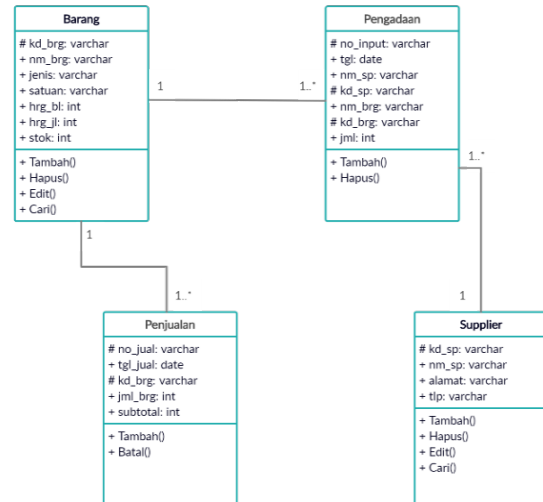 Barang
# kd_brg: varchar
+ nm_brg: varchar
+ jenis: varchar
+ satuan: varchar
+ hrg_bl: int
+ hrg_jl: int
+ stok: int
+ Tambah()
+ Hapus()
+ Edit()
+ Cari()
1
1..*
Pengadaan
# no_input: varchar
+ tgl: date
+ nm_sp: varchar
# kd_sp: varchar
+ nm_brg: varchar
# kd_brg: varchar
+ jml: int
+ Tambah()
+ Hapus()
1..*
1
1
1..*
Penjualan
# no_jual: varchar
+ tgl_jual: date
# kd_brg: varchar
+ jml_brg: int
+ subtotal: int
+ Tambah()
+ Batal()
Supplier
# kd_sp: varchar
+ nm_sp: varchar
+ alamat: varchar
+ tlp: varchar
+ Tambah()
+ Hapus()
+ Edit()
+ Cari()